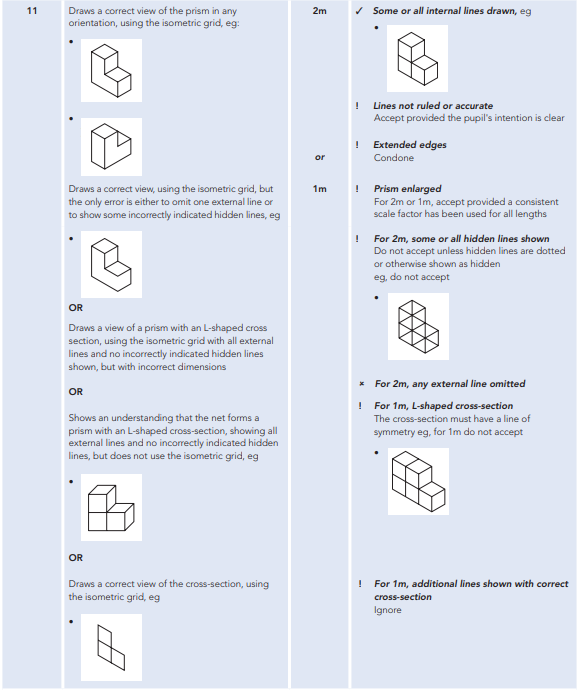 11
Draws a correct view of the prism in any
orientation, using the isometric grid, eg:
•
•
Draws a correct view, using the isometric grid, but
the only error is either to omit one external line or
to show some incorrectly indicated hidden lines, eg
•
OR
Draws a view of a prism with an L-shaped cross
section, using the isometric grid with all external
lines and no incorrectly indicated hidden lines
shown, but with incorrect dimensions
OR
Shows an understanding that the net forms a
prism with an L-shaped cross-section, showing all
external lines and no incorrectly indicated hidden
lines, but does not use the isometric grid, eg
•
OR
Draws a correct view of the cross-section, using
the isometric grid, eg
•
2m
or
1m
✓ Some or all internal lines drawn, eg
•
! Lines not ruled or accurate
Accept provided the pupil's intention is clear
! Extended edges
Condone
! Prism enlarged
For 2m or 1m, accept provided a consistent
scale factor has been used for all lengths
! For 2m, some or all hidden lines shown
Do not accept unless hidden lines are dotted
or otherwise shown as hidden
eg, do not accept
•
× For 2m, any external line omitted
! For 1m, L-shaped cross-section
The cross-section must have a line of
symmetry eg, for 1m do not accept
•
! For 1m, additional lines shown with correct
cross-section
Ignore